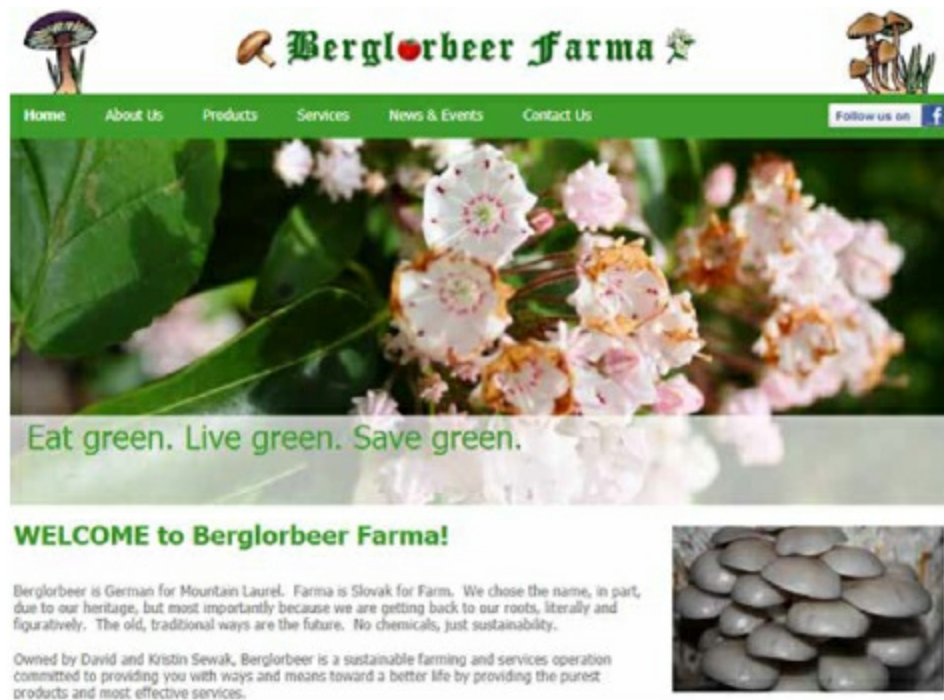 Berglorbeer Farma
Home About Us Products Services News & Events Contact Us Follow us on f
Eat green. Live green. Save green.
WELCOME to Berglorbeer Farma!
Berglorbeer is German for Mountain Laurel. Farma is Slovak for Farm. We chose the name, in part,
due to our heritage, but most importantly because we are getting back to our roots, literally and
figuratively. The old, traditional ways are the future. No chemicals, just sustainability.
Owned by David and Kristin Sewak, Berglorbeer is a sustainable farming and services operation
committed to providing you with ways and means toward a better life by providing the purest
products and most effective services.